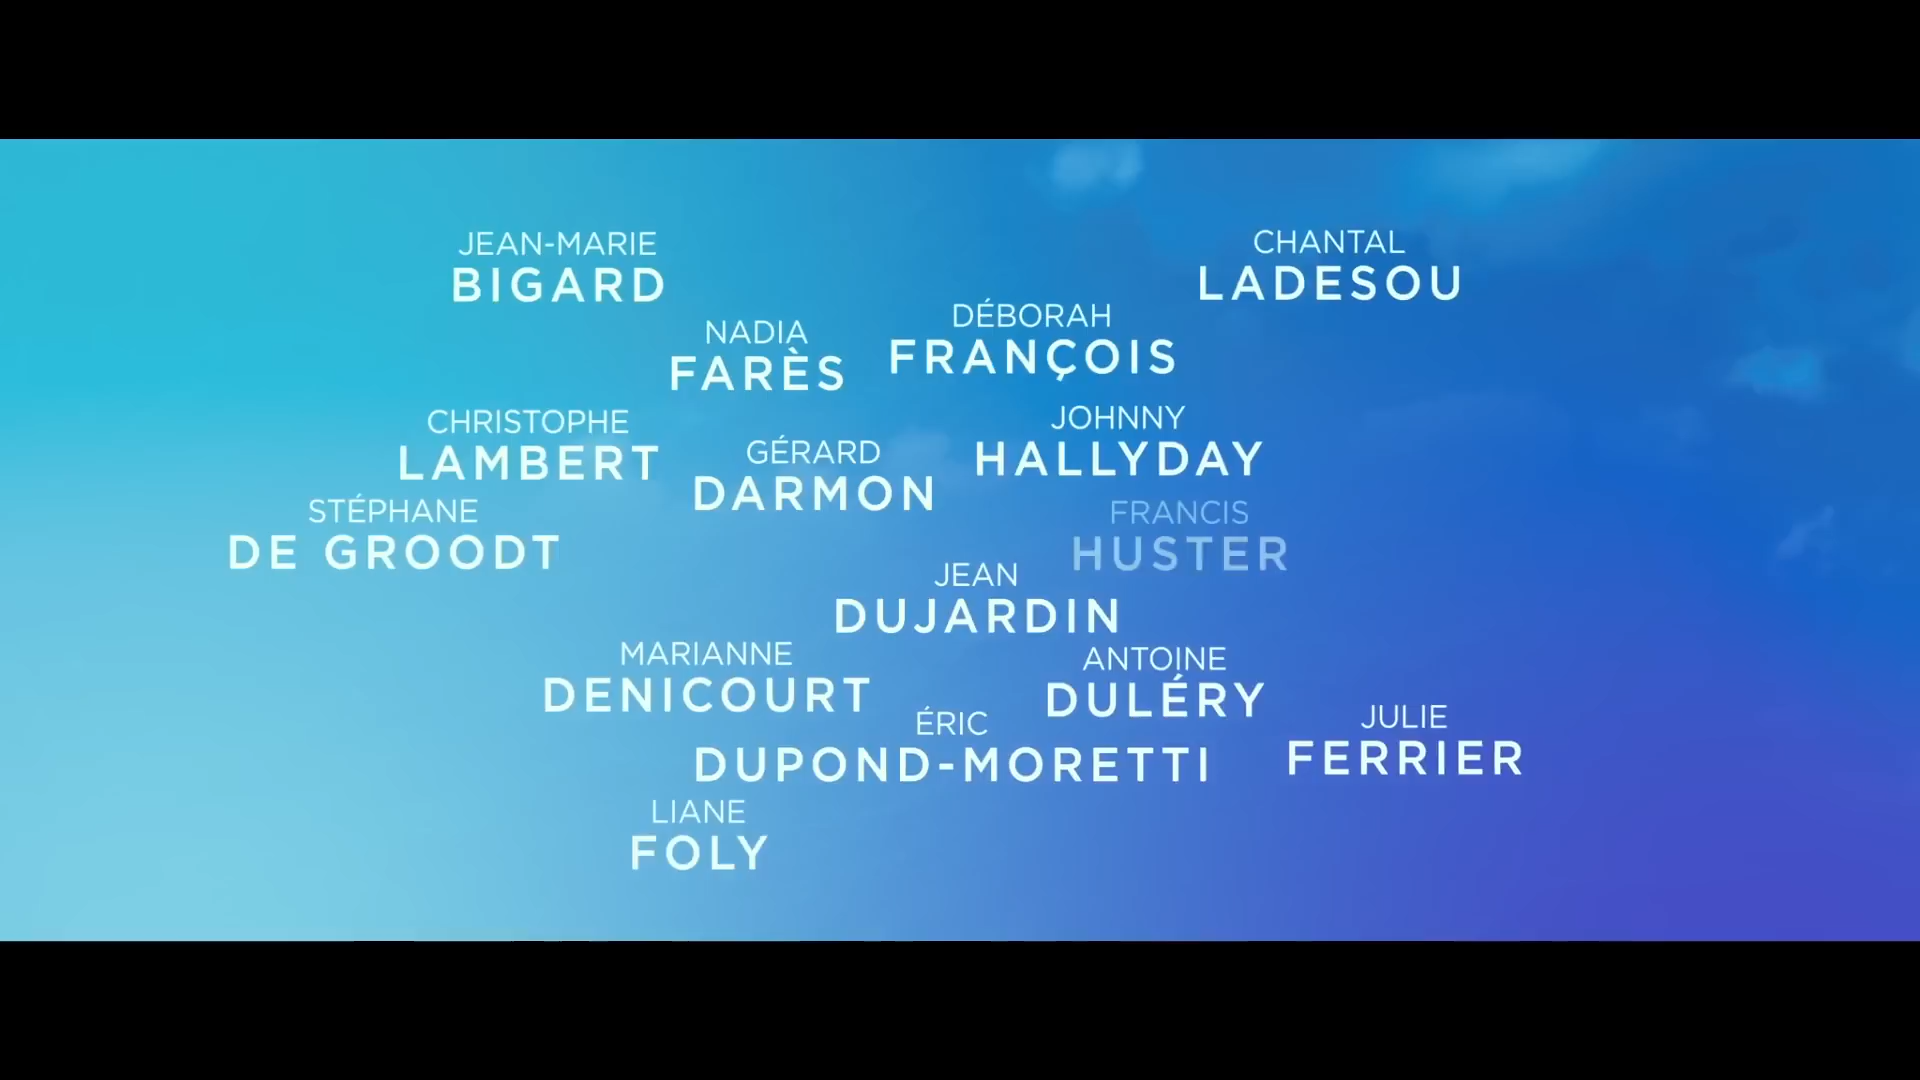 JEAN-MARIE
BIGARD
CHANTAL
LADESOU
NADIA
FARÈS
DÉBORAH
FRANÇOIS
CHRISTOPHE
LAMBERT
GÉRARD
DARMON
JOHNNY
HALLYDAY
STÉPHANE
DE GROODT
FRANCIS
HUSTER
JEAN
DUJARDIN
MARIANNE
DENICOURT
ANTOINE
DULÉRY
ÉRIC
DUPOND-MORETTI
JULIE
FERRIER
LIANE
FOLY